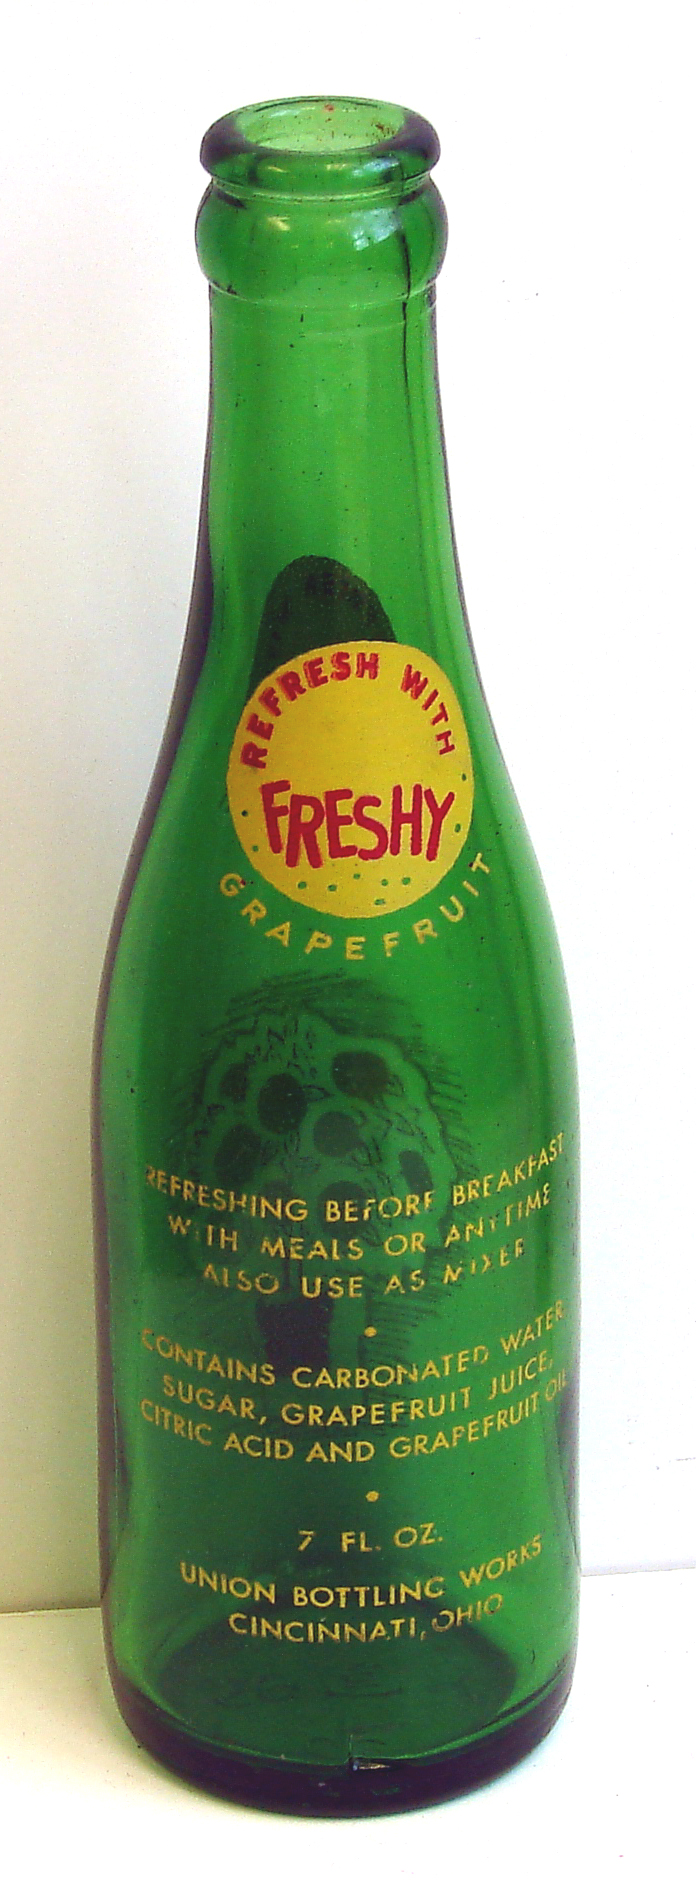 REFRESH WITH
FRESHY
GRAPEFRUIT
REFRESHING BEFORE BREAKFAST
WITH MEALS OR ANYTIME
ALSO USE AS MIXER
CONTAINS CARBONATED WATER
SUGAR, GRAPEFRUIT JUICE,
CITRIC ACID AND GRAPEFRUIT OIL
7 FL. OZ.
UNION BOTTLING WORKS
CINCINNATI, OHIO